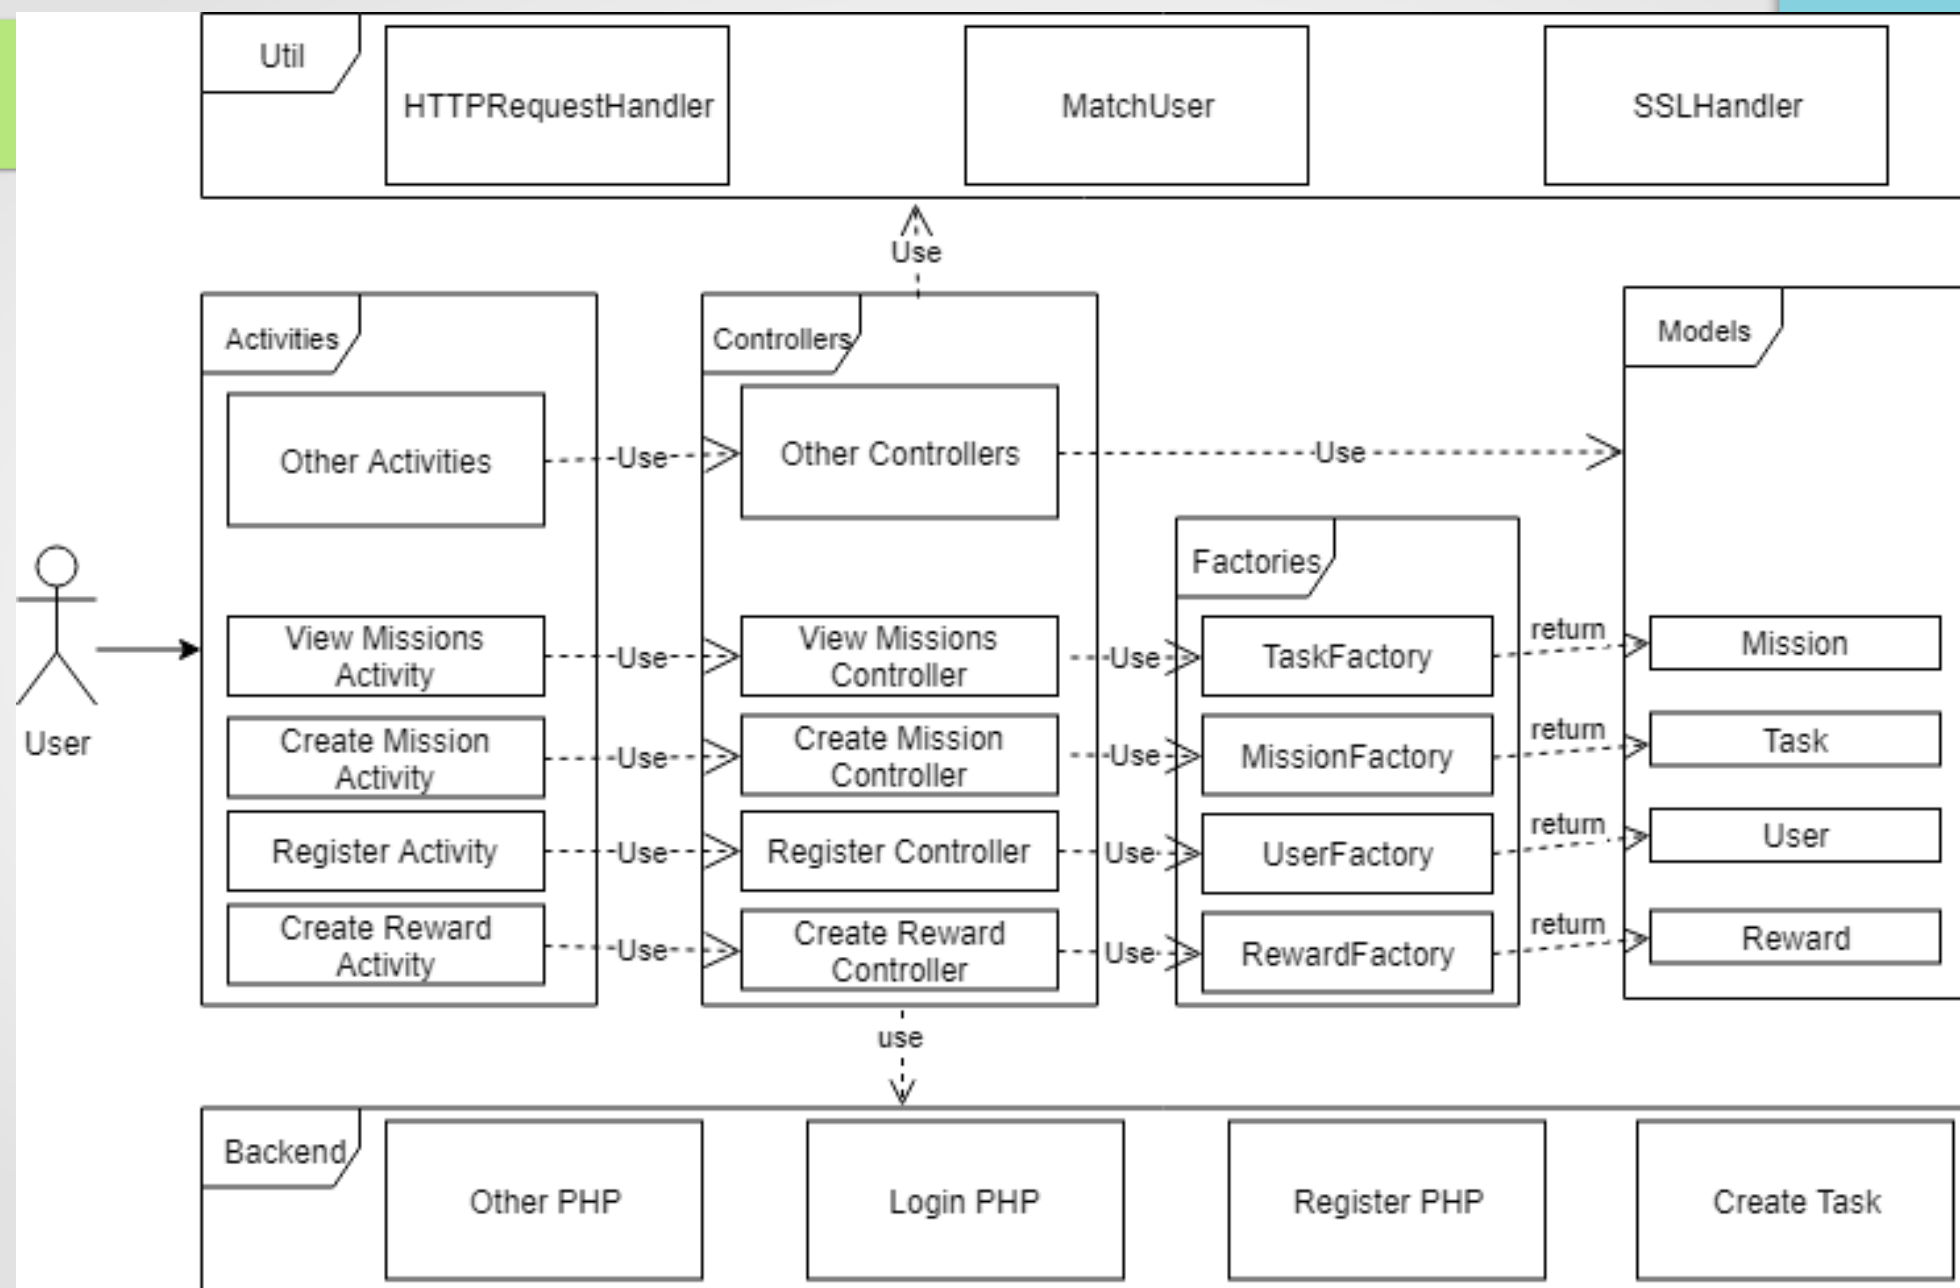 Util
HTTPRequestHandler
MatchUser
SSLHandler
Use
Activities
Controllers
Models
Other Activities
Use
Other Controllers
Use
Factories
View Missions
Activity
Use
View Missions
Controller
Use
TaskFactory
return
Mission
User
Create Mission
Activity
Use
Create Mission
Controller
Use
MissionFactory
return
Task
Register Activity
Use
Register Controller
Use
UserFactory
return
User
Create Reward
Activity
Use
Create Reward
Controller
Use
RewardFactory
return
Reward
use
Backend
Other PHP
Login PHP
Register PHP
Create Task